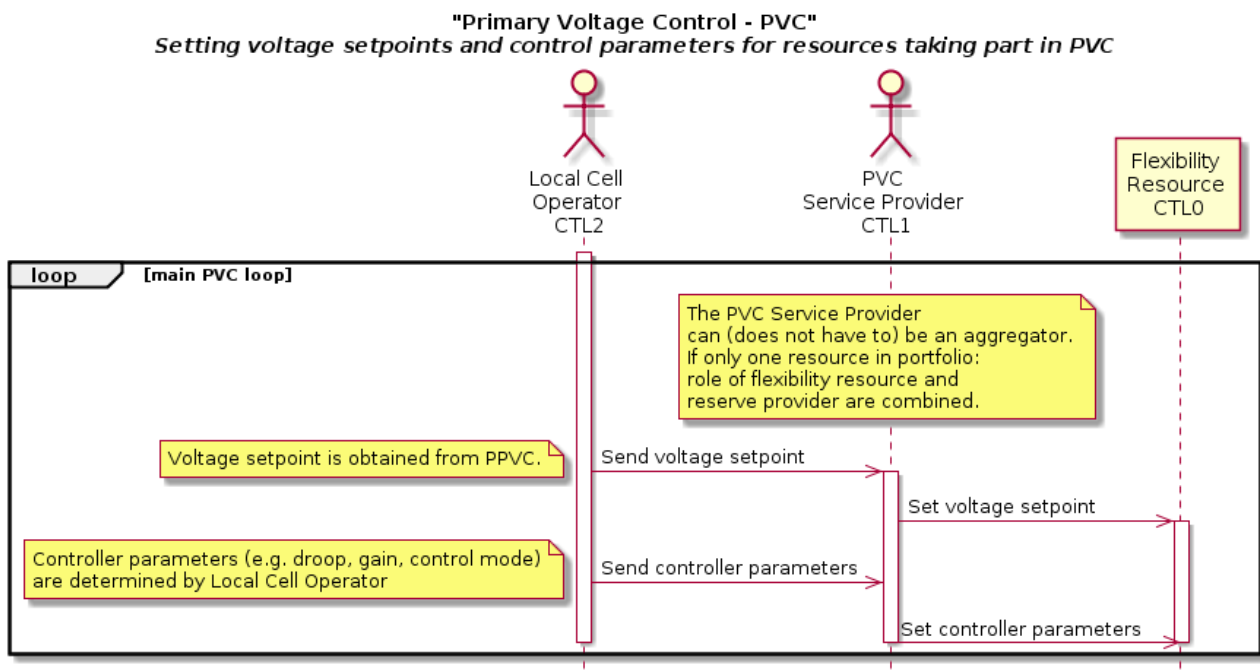 "Primary Voltage Control - PVC"
Setting voltage setpoints and control parameters for resources taking part in PVC
Local Cell
Operator
CTL2
PVC
Service Provider
CTL1
Flexibility
Resource
CTL0
loop [main PVC loop]
The PVC Service Provider
can (does not have to) be an aggregator.
If only one resource in portfolio:
role of flexibility resource and
reserve provider are combined.
Voltage setpoint is obtained from PPVC.
Send voltage setpoint
Set voltage setpoint
Controller parameters (e.g. droop, gain, control mode)
are determined by Local Cell Operator
Send controller parameters
Set controller parameters